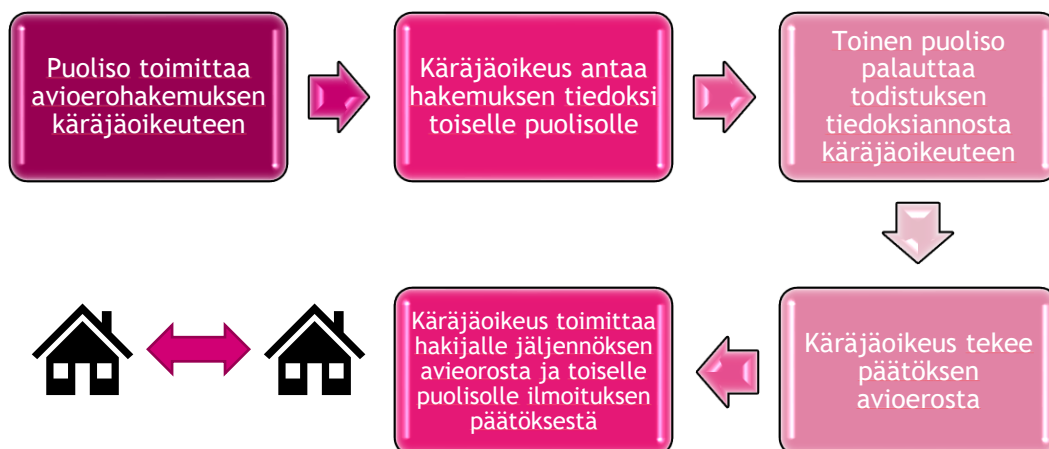 Puoliso toimittaa
avioerohakemuksen
käräjäoikeuteen
Käräjäoikeus antaa
hakemuksen tiedoksi
toiselle puolisolle
Toinen puoliso
palauttaa
todistuksen
tiedoksiannosta
käräjäoikeuteen
Käräjäoikeus tekee
päätöksen
avioerosta
Käräjäoikeus toimittaa
hakijalle jäljennöksen
avieorosta ja toiselle
puolisolle ilmoituksen
päätöksestä